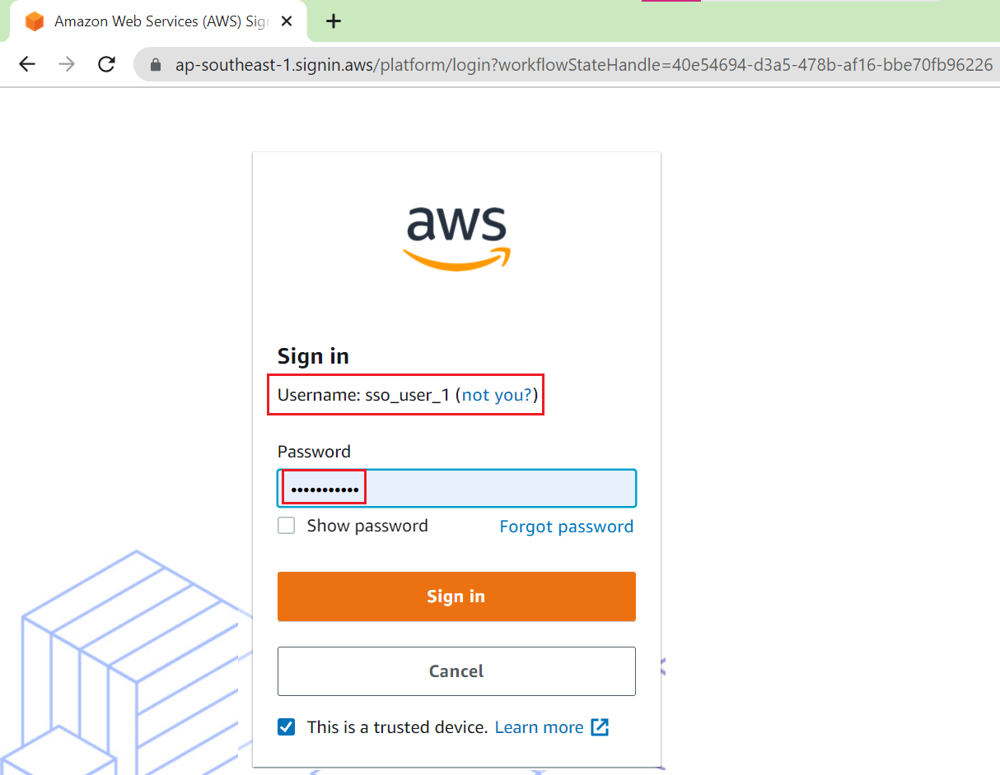 Amazon Web Services (AWS) Sig
ap-southeast-1.signin.aws/platform/login?workflowStateHandle=40e54694-d3a5-478b-af16-bbe70fb96226
aws
Sign in
Username: sso_user_1 (not you?)
Password
•••••••••••
Show password
Forgot password
Sign in
Cancel
This is a trusted device. Learn more